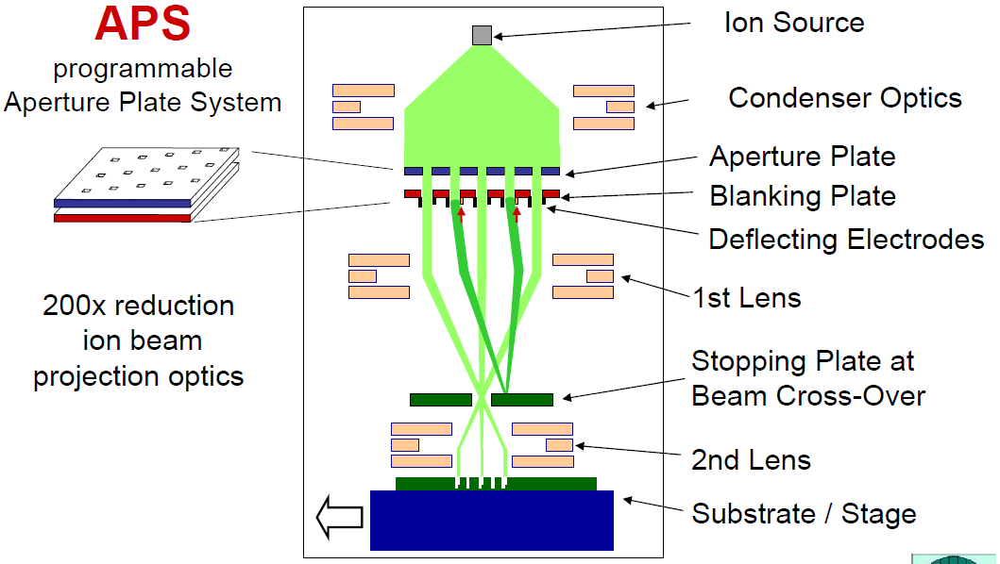 APS
programmable
Aperture Plate System
200x reduction
ion beam
projection optics
Ion Source
Condenser Optics
Aperture Plate
Blanking Plate
Deflecting Electrodes
1st Lens
Stopping Plate at
Beam Cross-Over
2nd Lens
Substrate / Stage